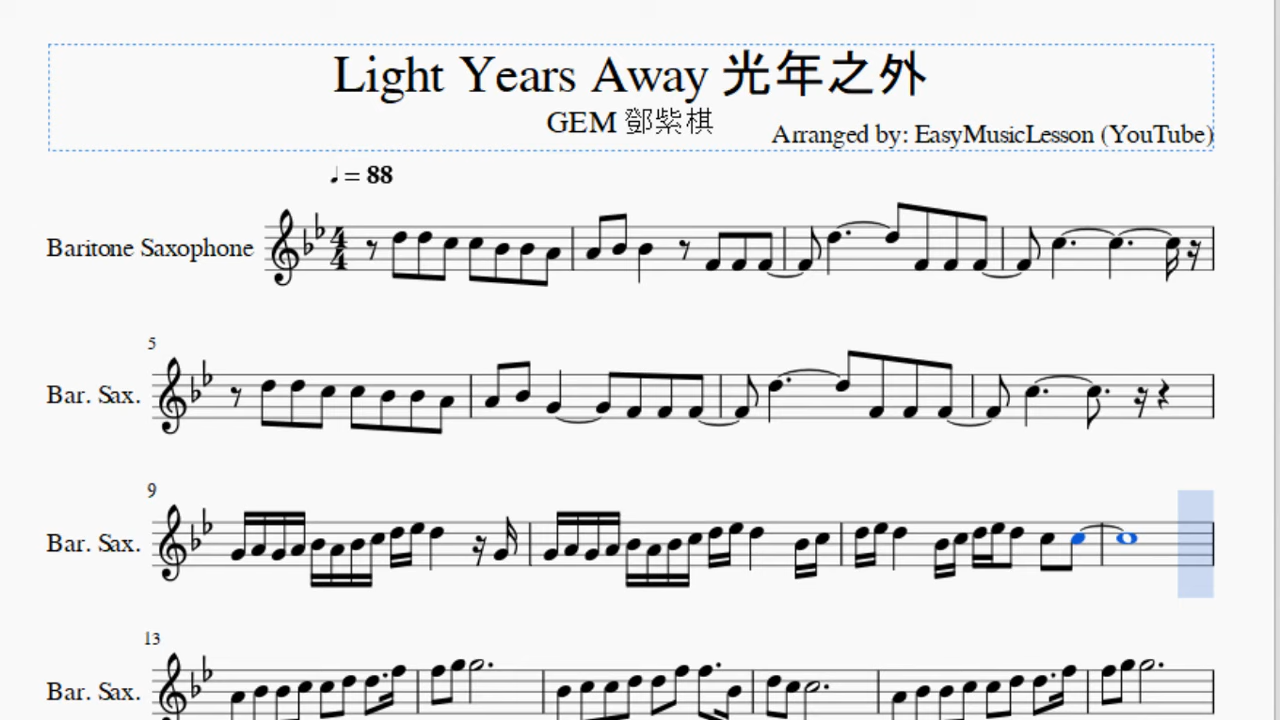 Light Years Away 光年之外
GEM 鄧紫棋
Arranged by: EasyMusicLesson (YouTube)
♩ = 88
Baritone Saxophone
4
4
5
Bar. Sax.
9
Bar. Sax.
13
Bar. Sax.